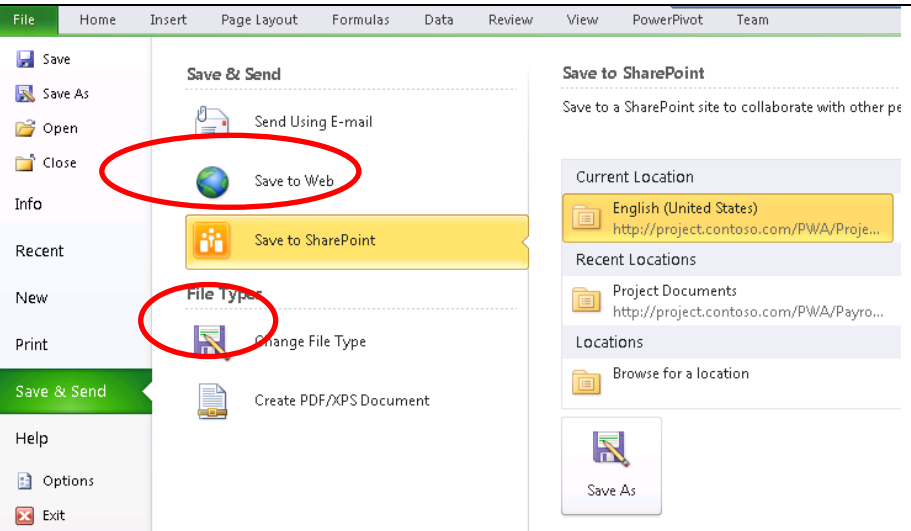 File Home Insert Page Layout Formulas Data Review View PowerPivot Team
Save
Save As
Open
Close
Info
Recent
New
Print
Save & Send
Help
Options
Exit
Save & Send
Send Using E-mail
Save to Web
Save to SharePoint
File Types
Change File Type
Create PDF/XPS Document
Save to SharePoint
Save to a SharePoint site to collaborate with other pe
Current Location
English (United States)
http://project.contoso.com/PWA/Proje...
Recent Locations
Project Documents
http://project.contoso.com/PWA/Payro...
Locations
Browse for a location
Save As